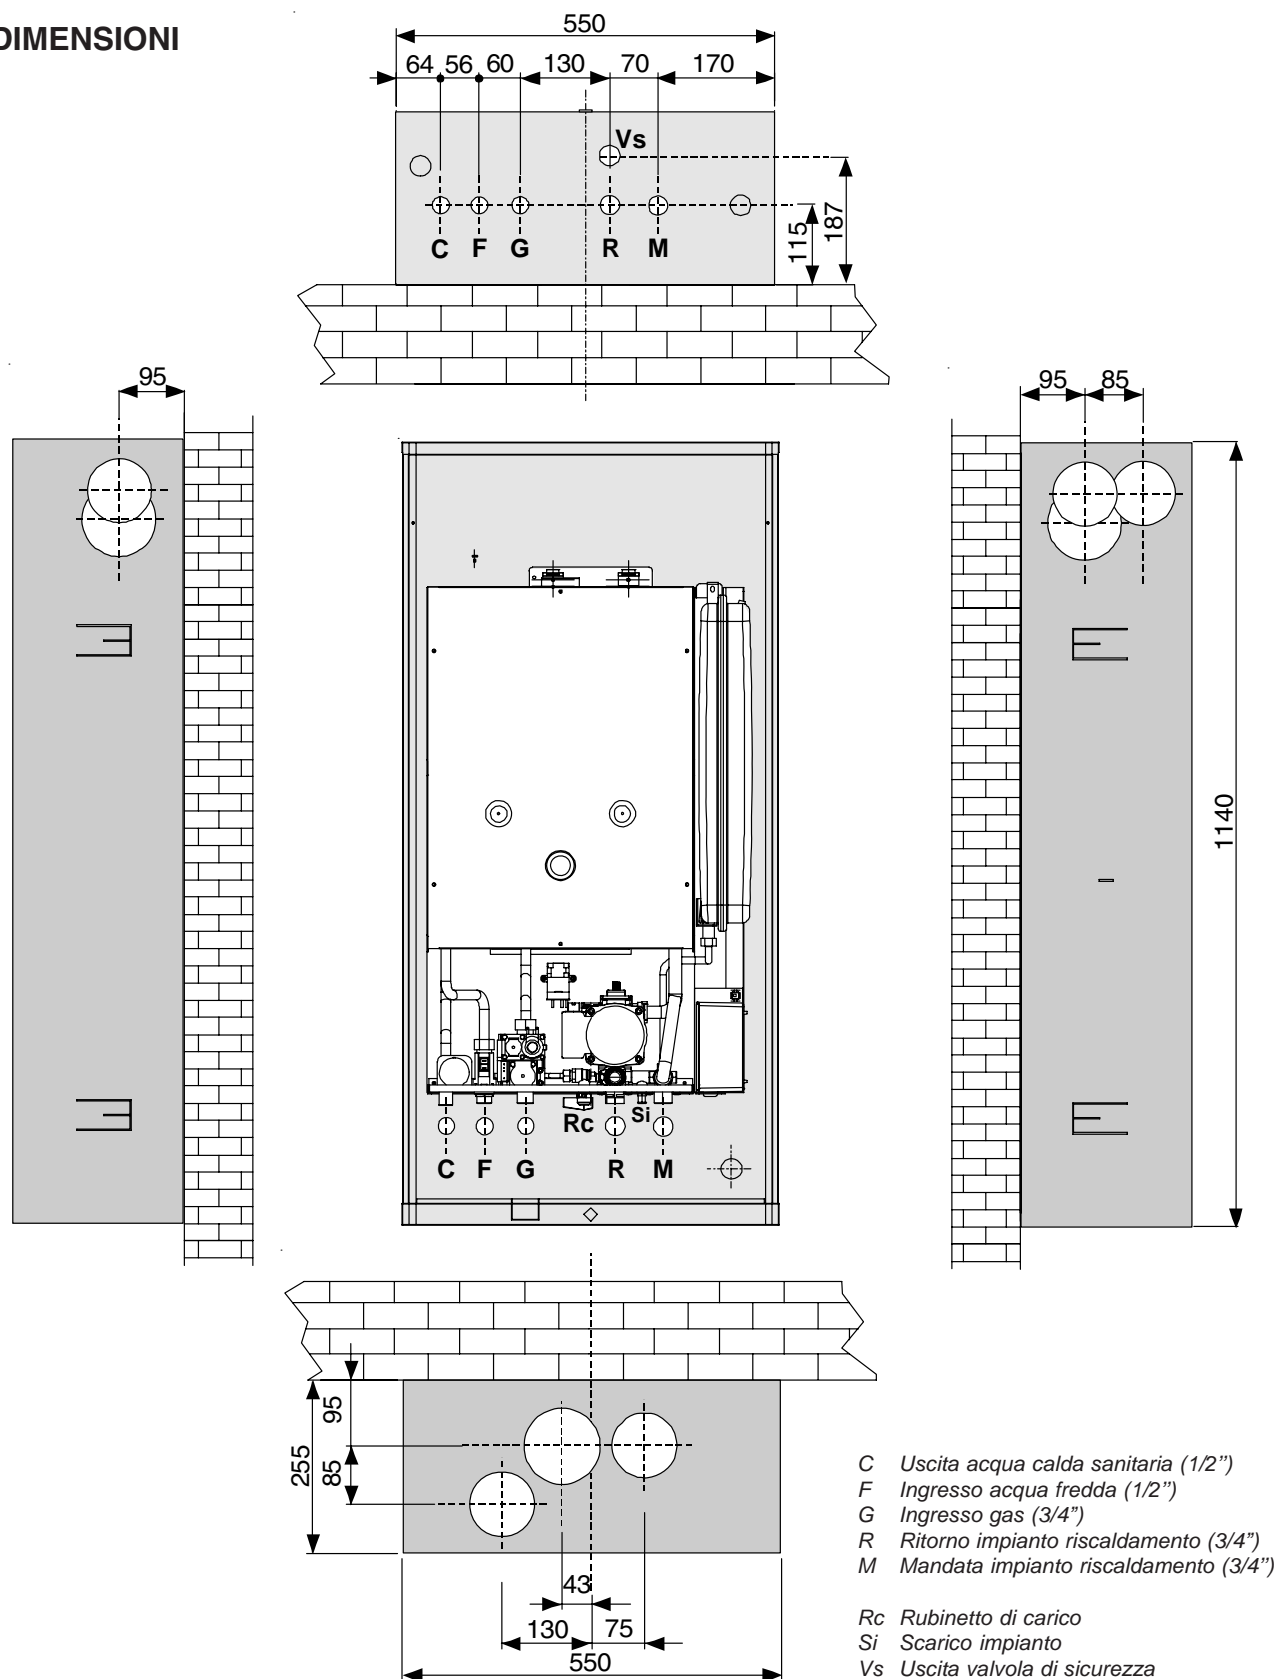 DIMENSIONI
550
64 56 60 130 70 170
Vs
C F G R M
115
187
95
95 85
1140
Rc Si
C F G R M
255
95
85
43
130 75
550
C Uscita acqua calda sanitaria (1/2”)
F Ingresso acqua fredda (1/2”)
G Ingresso gas (3/4”)
R Ritorno impianto riscaldamento (3/4”)
M Mandata impianto riscaldamento (3/4”)
Rc Rubinetto di carico
Si Scarico impianto
Vs Uscita valvola di sicurezza